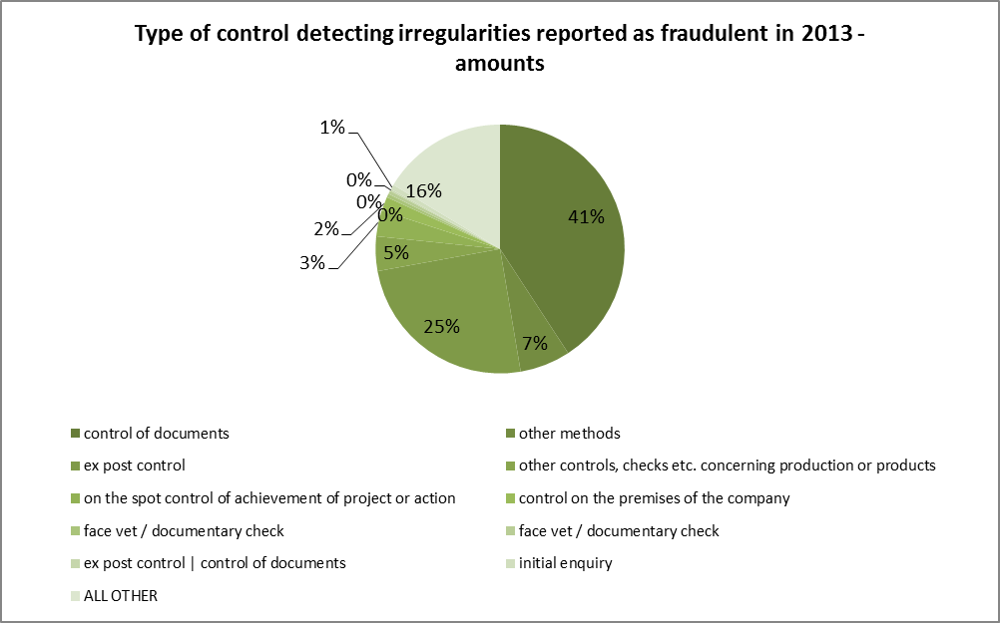 Type of control detecting irregularities reported as fraudulent in 2013 -
amounts
1%
0%
16%
0%
0%
2%
3%
41%
5%
25%
7%
control of documents
other methods
ex post control
other controls, checks etc. concerning production or products
on the spot control of achievement of project or action
control on the premises of the company
face vet / documentary check
face vet / documentary check
ex post control | control of documents
initial enquiry
ALL OTHER